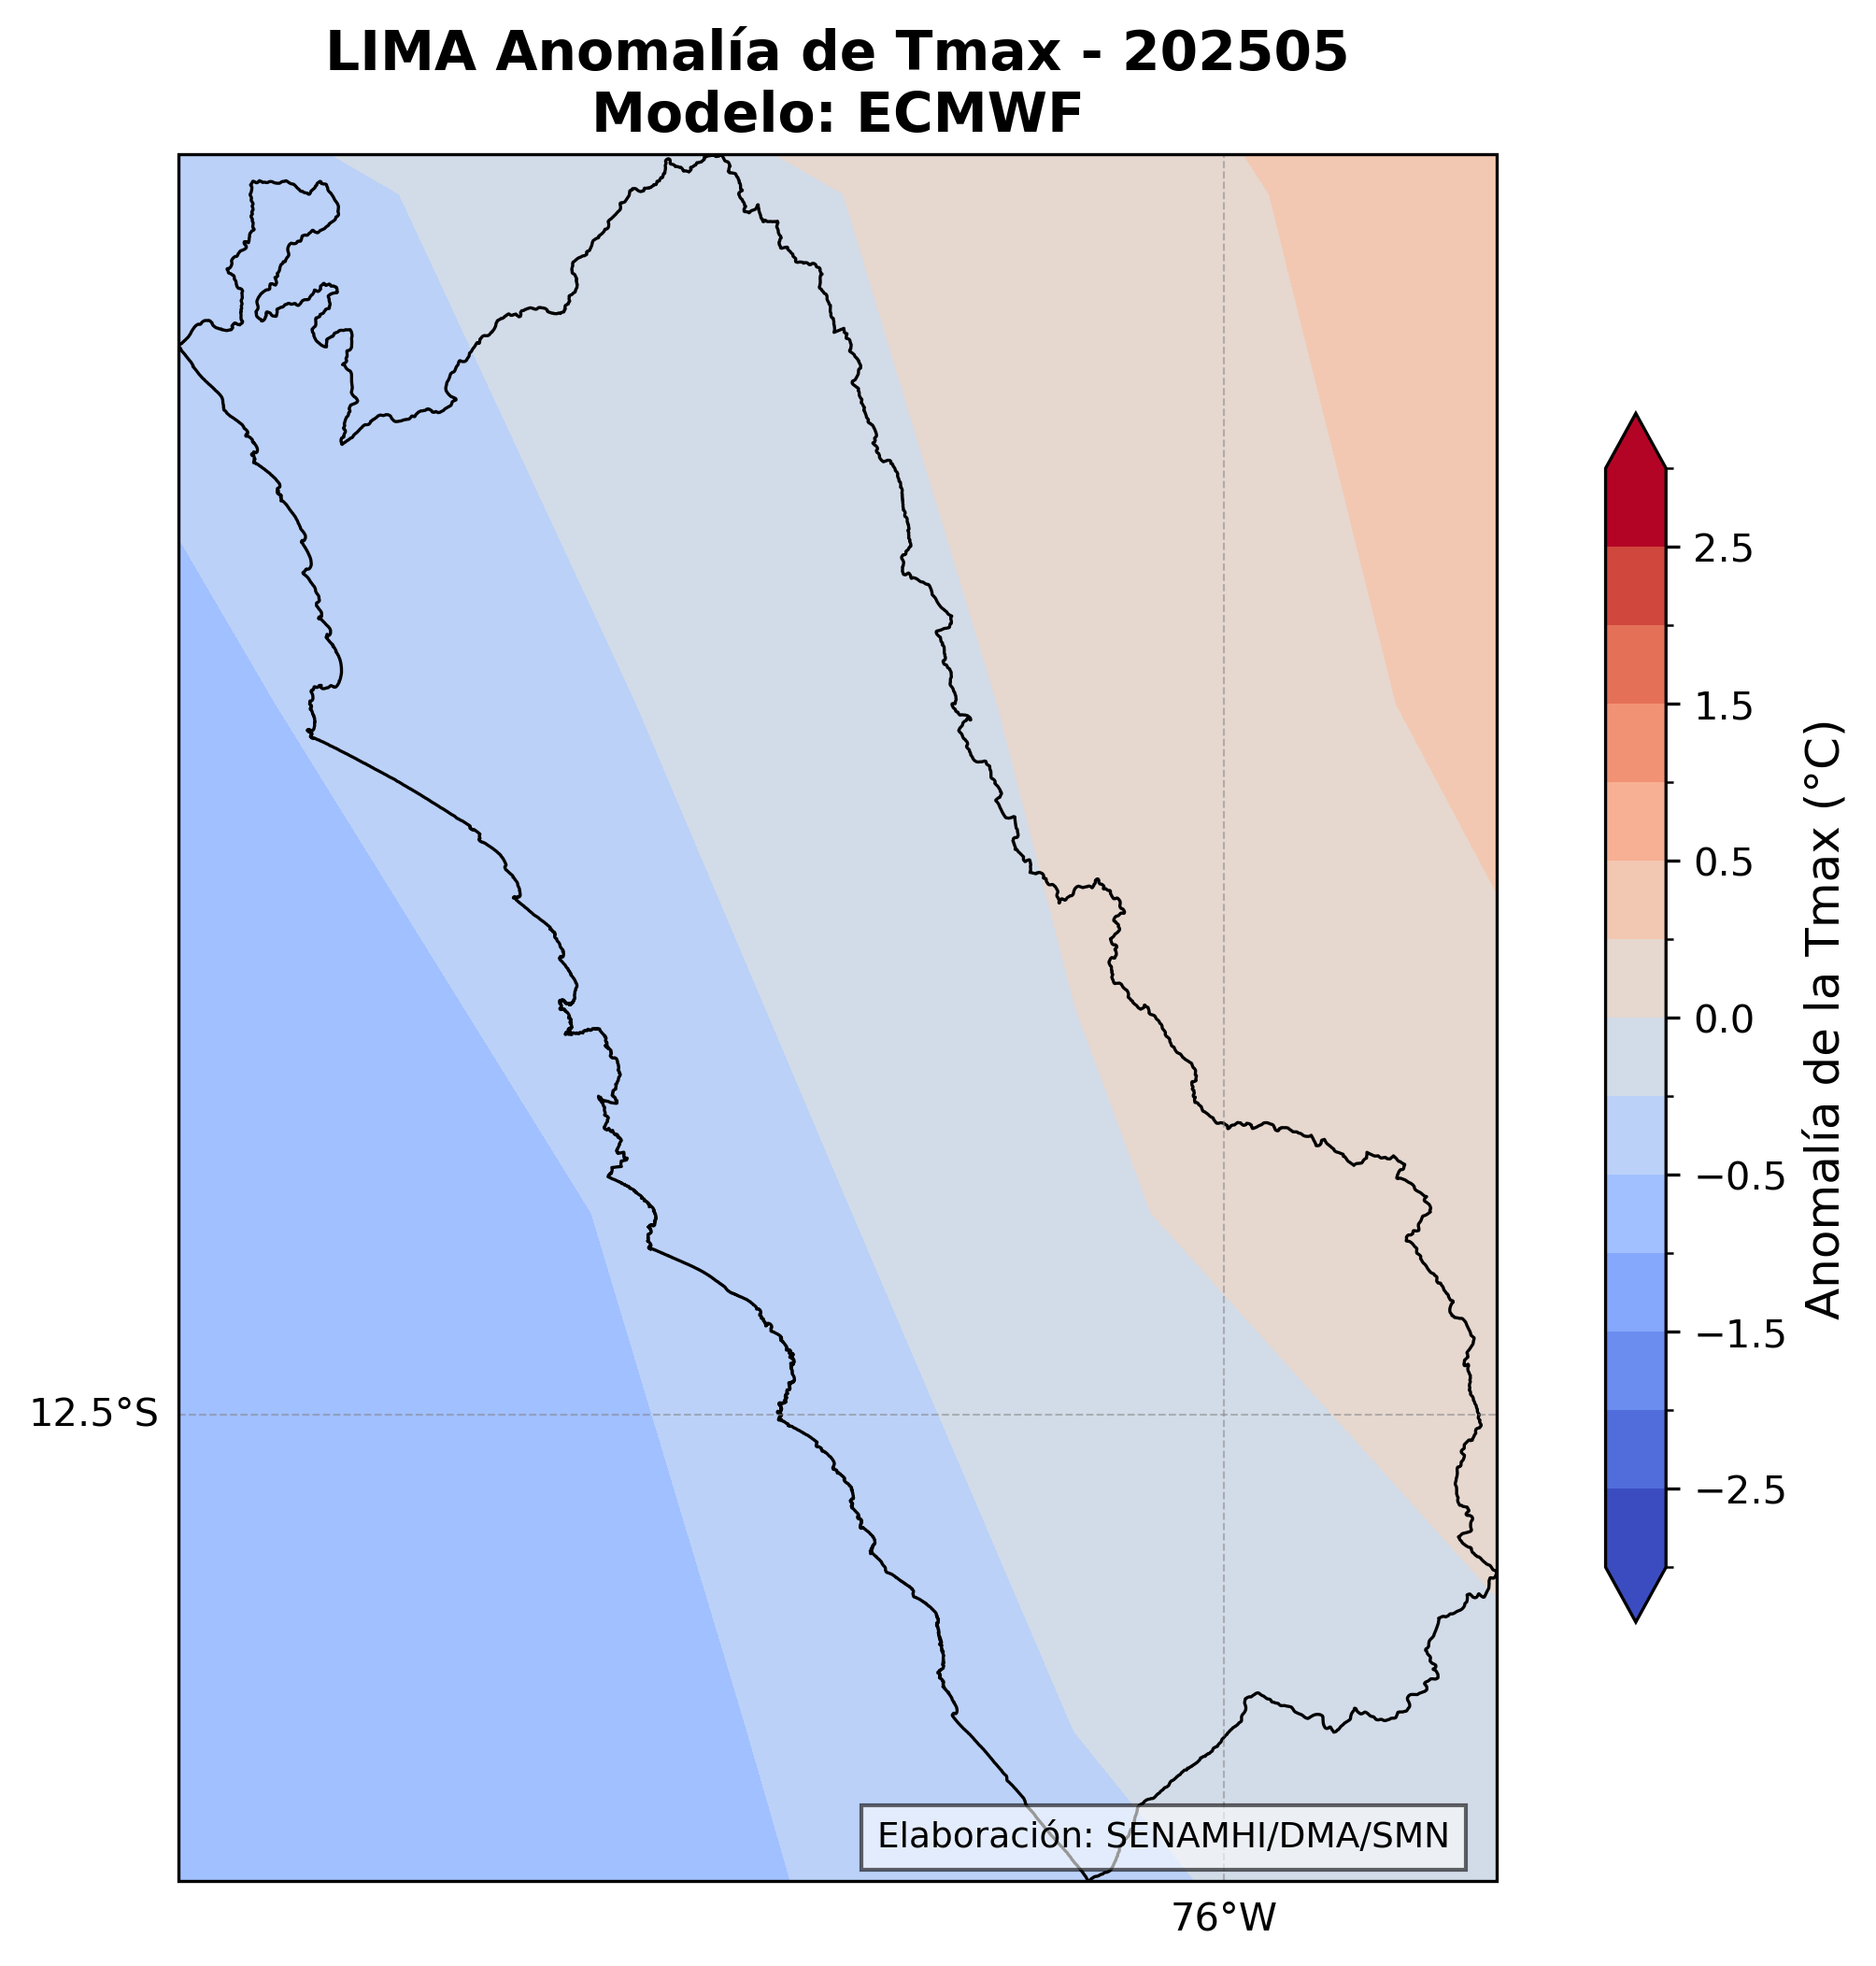 LIMA Anomalía de Tmax - 202505
Modelo: ECMWF
2.5
1.5
0.5
0.0
−0.5
−1.5
−2.5
Anomalía de la Tmax (°C)
12.5°S
Elaboración: SENAMHI/DMA/SMN
76°W